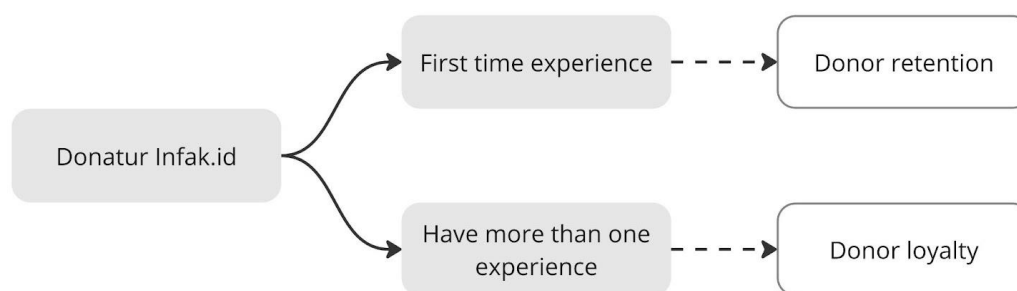 Donatur Infak.id
First time experience
Donor retention
Have more than one
experience
Donor loyalty